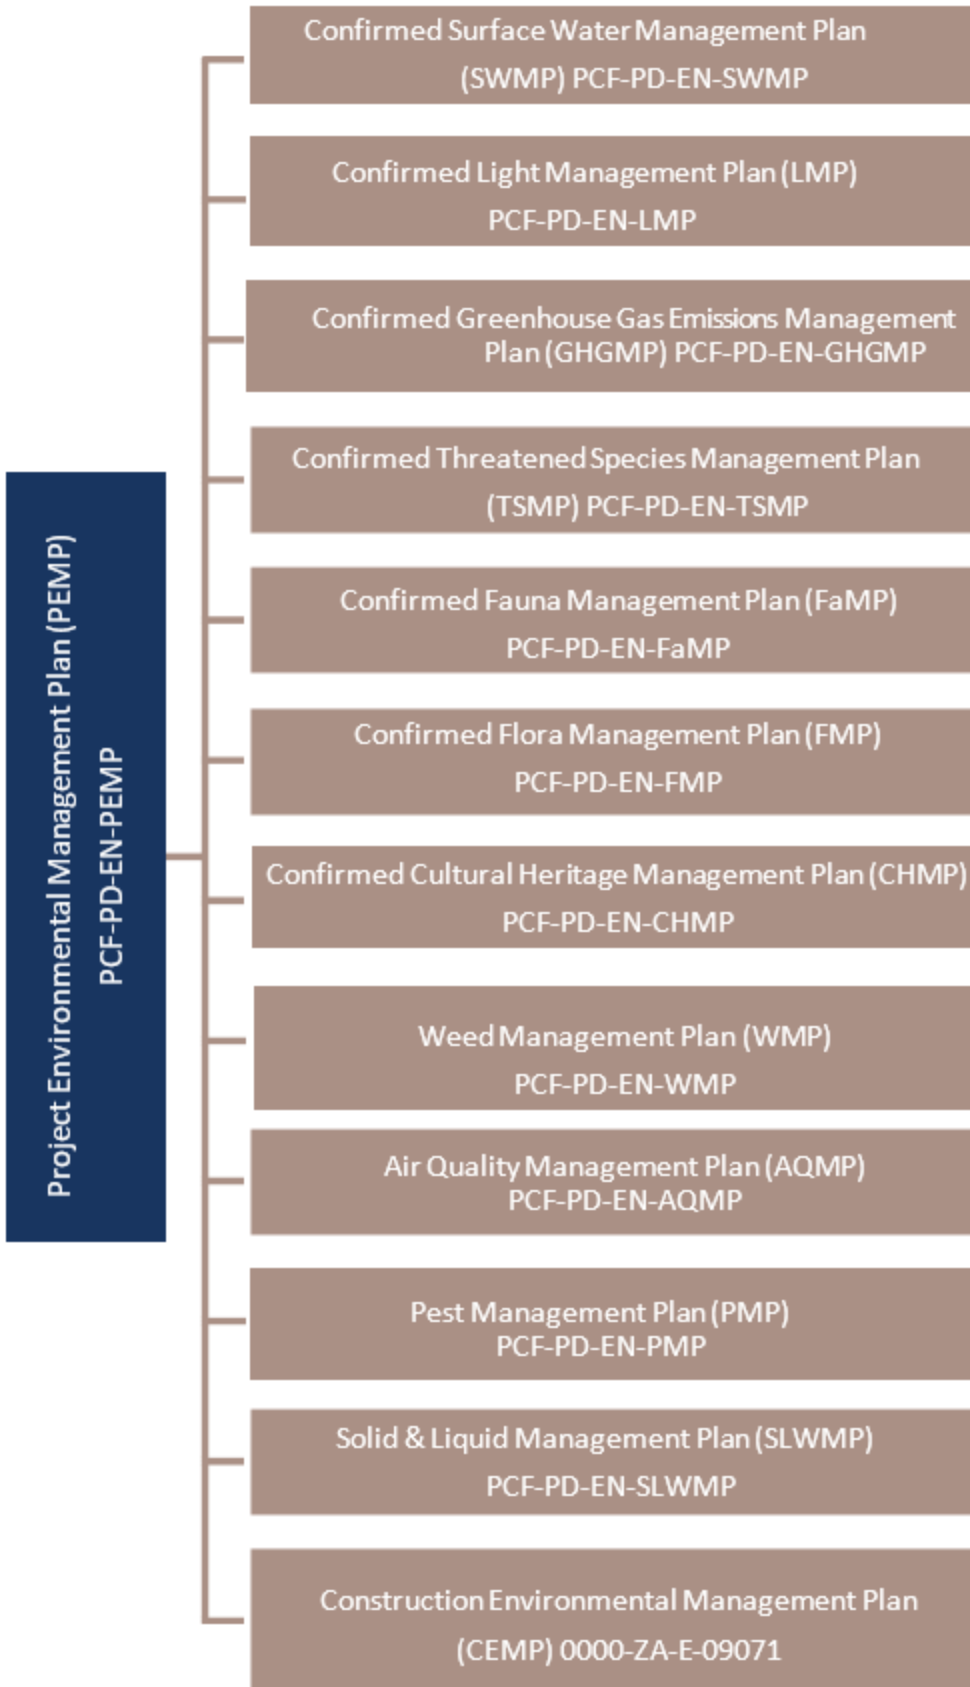 Project Environmental Management Plan (PEMP)
PCF-PD-EN-PEMP
Confirmed Surface Water Management Plan
(SWMP) PCF-PD-EN-SWMP
Confirmed Light Management Plan (LMP)
PCF-PD-EN-LMP
Confirmed Greenhouse Gas Emissions Management
Plan (GHGMP) PCF-PD-EN-GHGMP
Confirmed Threatened Species Management Plan
(TSMP) PCF-PD-EN-TSMP
Confirmed Fauna Management Plan (FaMP)
PCF-PD-EN-FaMP
Confirmed Flora Management Plan (FMP)
PCF-PD-EN-FMP
Confirmed Cultural Heritage Management Plan (CHMP)
PCF-PD-EN-CHMP
Weed Management Plan (WMP)
PCF-PD-EN-WMP
Air Quality Management Plan (AQMP)
PCF-PD-EN-AQMP
Pest Management Plan (PMP)
PCF-PD-EN-PMP
Solid & Liquid Management Plan (SLWMP)
PCF-PD-EN-SLWMP
Construction Environmental Management Plan
(CEMP) 0000-ZA-E-09071